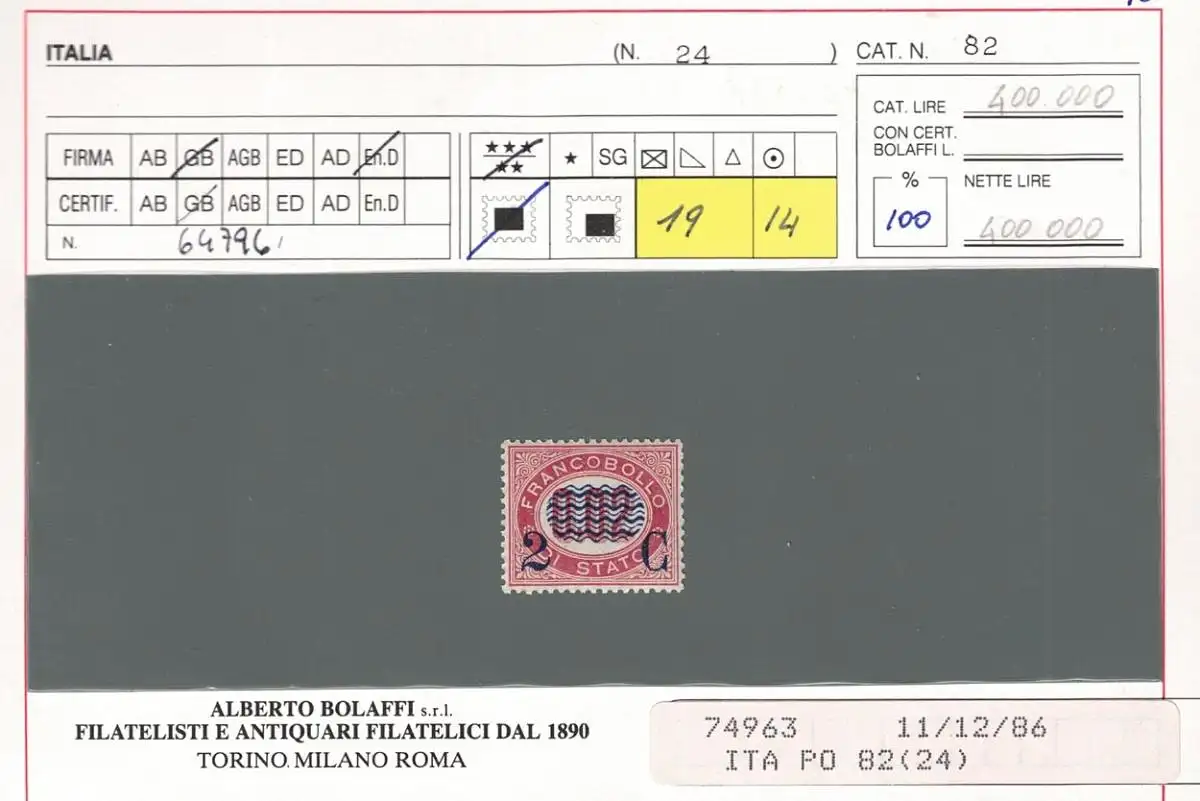 ITALIA (N. 24 ) CAT. N. 82
CAT. LIRE 400.000
CON CERT.
BOLAFFI L.
% NETTE LIRE
100 400 000
FIRMA AB GB AGB ED AD En.D
★★★ ★★ ★ SG
CERTIF. AB GB AGB ED AD En.D
N. 64796
19 14
FRANCOBOLLO
0.02
2 C
DI STATO
ALBERTO BOLAFFI s.r.l.
FILATELISTI E ANTIQUARI FILATELICI DAL 1890
TORINO MILANO ROMA
74963 11/12/86
ITA PO 82(24)